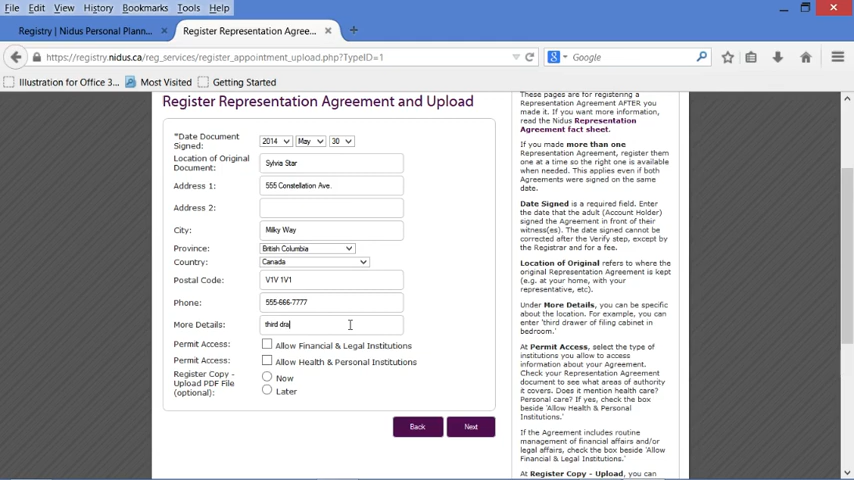 File Edit View History Bookmarks Tools Help
Registry | Nidus Personal Plann...
Register Representation Agree...
https://registry.nidus.ca/reg_services/register_appointment_upload.php?TypeID=1
Google
Illustration for Office 3... Most Visited Getting Started
Register Representation Agreement and Upload
*Date Document
Signed:
2014 May 30
Location of Original
Document:
Sylvia Star
Address 1: 555 Constellation Ave.
Address 2:
City: Milky Way
Province: British Columbia
Country: Canada
Postal Code: V1V 1V1
Phone: 555-666-7777
More Details: third dra
Permit Access: Allow Financial & Legal Institutions
Permit Access: Allow Health & Personal Institutions
Register Copy -
Upload PDF File
(optional):
Now
Later
Back Next
These pages are for registering a
Representation Agreement AFTER you
made it. If you want more information,
read the Nidus Representation
Agreement fact sheet.
If you made more than one
Representation Agreement, register them
one at a time so the right one is available
when needed. This applies even if both
Agreements were signed on the same
date.
Date Signed is a required field. Enter
the date that the adult (Account Holder)
signed the Agreement in front of their
witness(es). The date signed cannot be
corrected after the Verify step, except by
the Registrar and for a fee.
Location of Original refers to where the
original Representation Agreement is kept
(e.g. at your home, with your
representative, etc).
Under More Details, you can be specific
about the location. For example, you can
enter 'third drawer of filing cabinet in
bedroom.'
At Permit Access, select the type of
institutions you allow to access
information about your Agreement.
Check your Representation Agreement
document to see what areas of authority
it covers. Does it mention health care?
Personal care? If yes, check the box
beside 'Allow Health & Personal
Institutions.'
If the Agreement includes routine
management of financial affairs and/or
legal affairs, check the box beside 'Allow
Financial & Legal Institutions.'
At Register Copy - Upload, you can